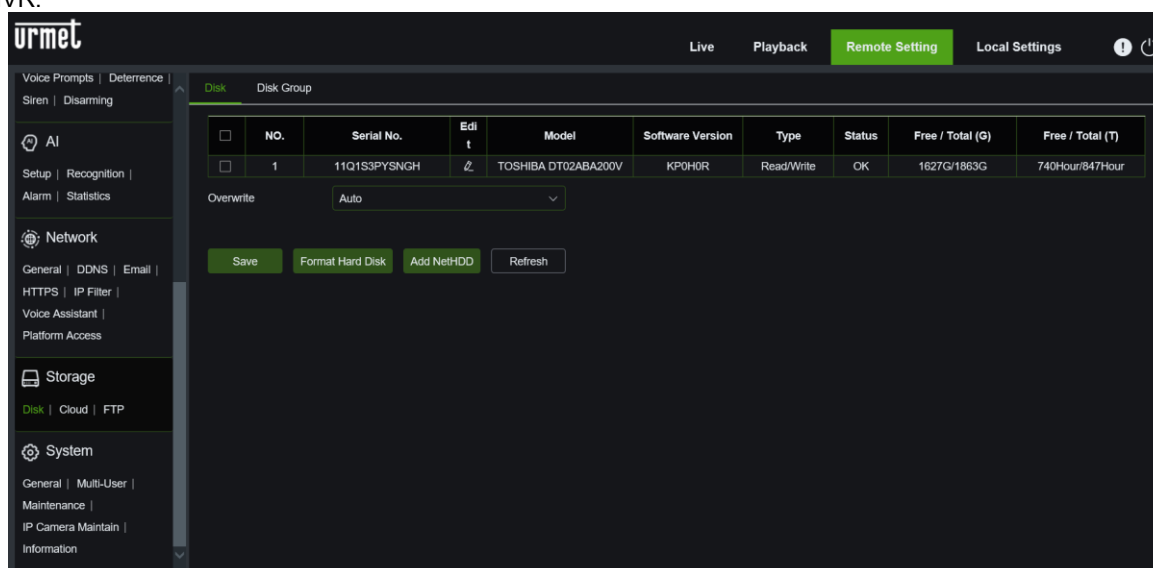 VR.
urmet
Live Playback Remote Setting Local Settings
Voice Prompts | Deterrence |
Siren | Disarming
AI
Setup | Recognition |
Alarm | Statistics
Network
General | DDNS | Email |
HTTPS | IP Filter |
Voice Assistant |
Platform Access
Storage
Disk | Cloud | FTP
System
General | Multi-User |
Maintenance |
IP Camera Maintain |
Information
Disk Disk Group
NO. Serial No. Edit Model Software Version Type Status Free / Total (G) Free / Total (T)
1 11Q1S3PYSNGH TOSHIBA DT02ABA200V KP0H0R Read/Write OK 1627G/1863G 740Hour/847Hour
Overwrite Auto
Save Format Hard Disk Add NetHDD Refresh